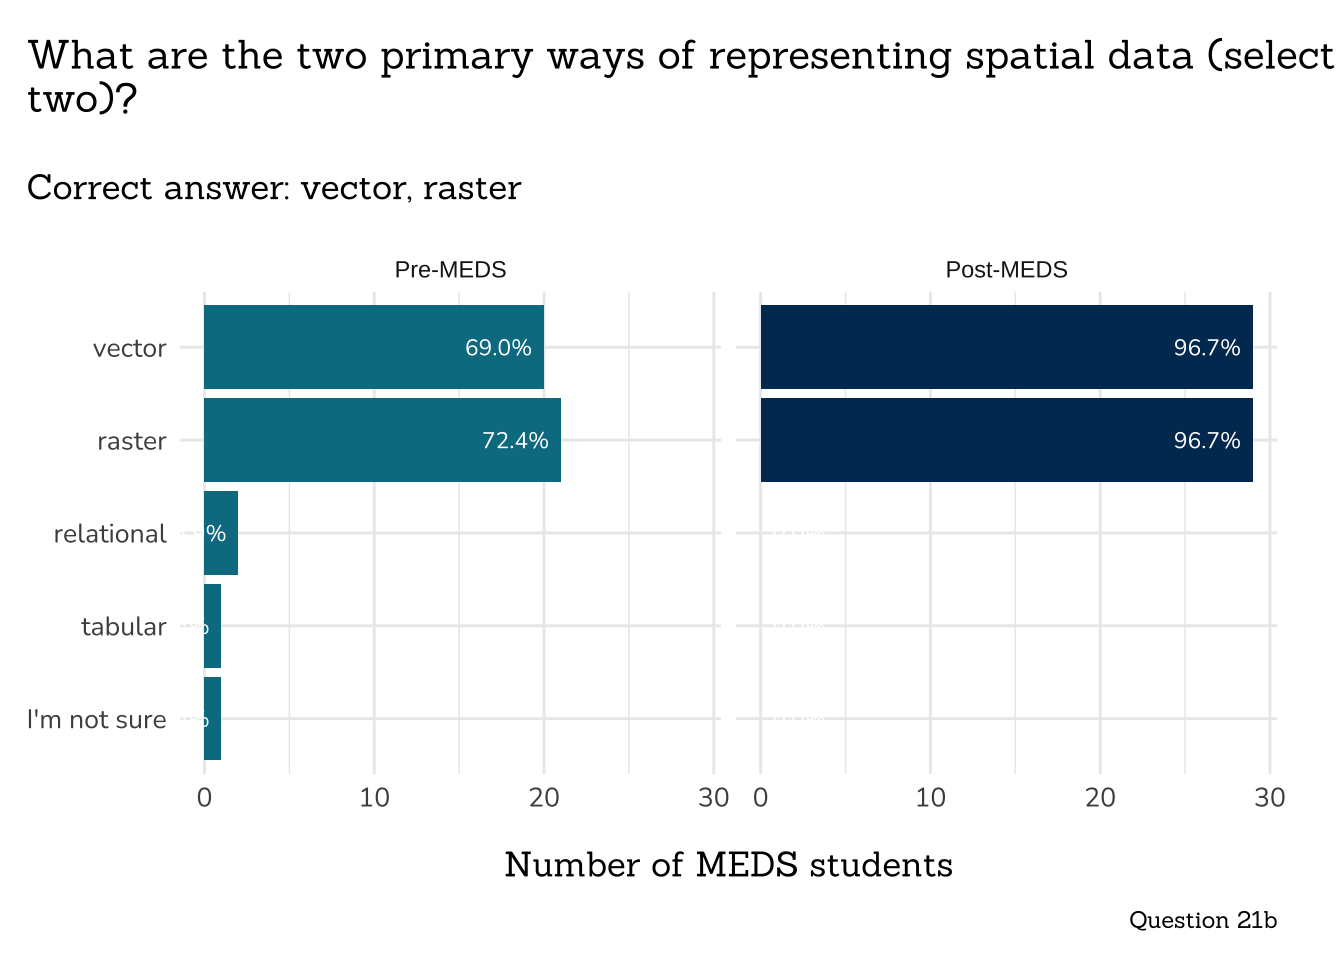 What are the two primary ways of representing spatial data (select
two)?
Correct answer: vector, raster
Pre-MEDS
Post-MEDS
vector
69.0%
96.7%
raster
72.4%
96.7%
relational
%
tabular
%
I'm not sure
%
0 10 20 30 0 10 20 30
Number of MEDS students
Question 21b